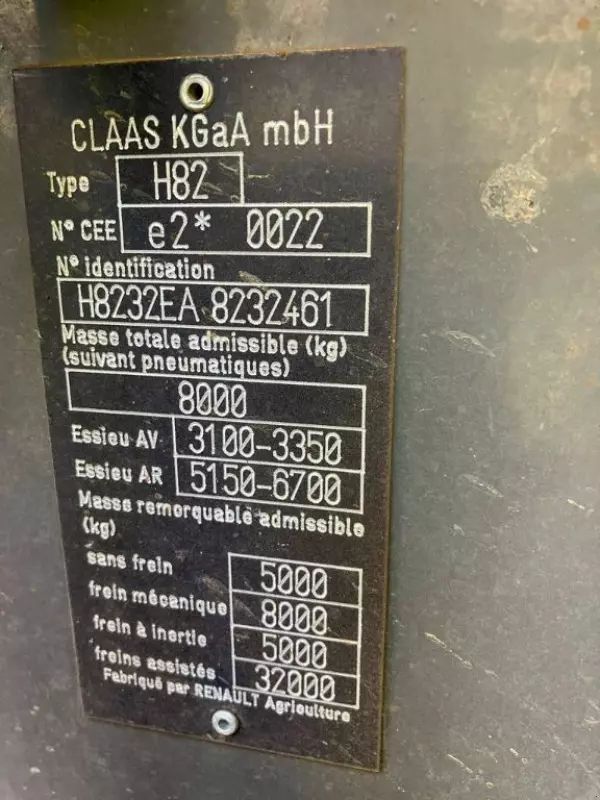 CLAAS KGaA mbH
Type H82
N° CEE e2* 0022
N° identification
H8232EA 8232461
Masse totale admissible (kg)
(suivant pneumatiques)
8000
Essieu AV 3100-3350
Essieu AR 5150-6700
Masse remorquable admissible
(kg)
sans frein 5000
frein mécanique 8000
frein à inertie 5000
freins assistés 32000
Fabriqué par RENAULT Agriculture